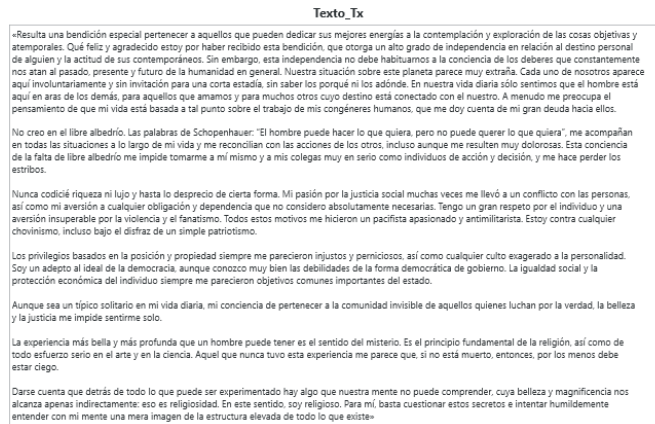 Texto_Tx
«Resulta una bendición especial pertenecer a aquellos que pueden dedicar sus mejores energías a la contemplación y exploración de las cosas objetivas y
atemporales. Qué feliz y agradecido estoy por haber recibido esta bendición, que otorga un alto grado de independencia en relación al destino personal
de alguien y la actitud de sus contemporáneos. Sin embargo, esta independencia no debe habituarnos a la conciencia de los deberes que constantemente
nos atan al pasado, presente y futuro de la humanidad en general. Nuestra situación sobre este planeta parece muy extraña. Cada uno de nosotros aparece
aquí involuntariamente y sin invitación para una corta estadía, sin saber los porqué ni los adónde. En nuestra vida diaria sólo sentimos que el hombre está
aquí en aras de los demás, para aquellos que amamos y para muchos otros cuyo destino está conectado con el nuestro. A menudo me preocupa el
pensamiento de que mi vida está basada a tal punto sobre el trabajo de mis congéneres humanos, que me doy cuenta de mi gran deuda hacia ellos.
No creo en el libre albedrío. Las palabras de Schopenhauer: "El hombre puede hacer lo que quiera, pero no puede querer lo que quiera", me acompañan
en todas las situaciones a lo largo de mi vida y me reconcilian con las acciones de los otros, incluso aunque me resulten muy dolorosas. Esta conciencia
de la falta de libre albedrío me impide tomarme a mí mismo y a mis colegas muy en serio como individuos de acción y decisión, y me hace perder los
estribos.
Nunca codicié riqueza ni lujo y hasta lo desprecio de cierta forma. Mi pasión por la justicia social muchas veces me llevó a un conflicto con las personas,
así como mi aversión a cualquier obligación y dependencia que no considero absolutamente necesarias. Tengo un gran respeto por el individuo y una
aversión insuperable por la violencia y el fanatismo. Todos estos motivos me hicieron un pacifista apasionado y antimilitarista. Estoy contra cualquier
chovinismo, incluso bajo el disfraz de un simple patriotismo.
Los privilegios basados en la posición y propiedad siempre me parecieron injustos y perniciosos, así como cualquier culto exagerado a la personalidad.
Soy un adepto al ideal de la democracia, aunque conozco muy bien las debilidades de la forma democrática de gobierno. La igualdad social y la
protección económica del individuo siempre me parecieron objetivos comunes importantes del estado.
Aunque sea un típico solitario en mi vida diaria, mi conciencia de pertenecer a la comunidad invisible de aquellos quienes luchan por la verdad, la belleza
y la justicia me impide sentirme solo.
La experiencia más bella y más profunda que un hombre puede tener es el sentido del misterio. Es el principio fundamental de la religión, así como de
todo esfuerzo serio en el arte y en la ciencia. Aquel que nunca tuvo esta experiencia me parece que, si no está muerto, entonces, por los menos debe
estar ciego.
Darse cuenta que detrás de todo lo que puede ser experimentado hay algo que nuestra mente no puede comprender, cuya belleza y magnificencia nos
alcanza apenas indirectamente: eso es religiosidad. En este sentido, soy religioso. Para mí, basta cuestionar estos secretos e intentar humildemente
entender con mi mente una mera imagen de la estructura elevada de todo lo que existe»